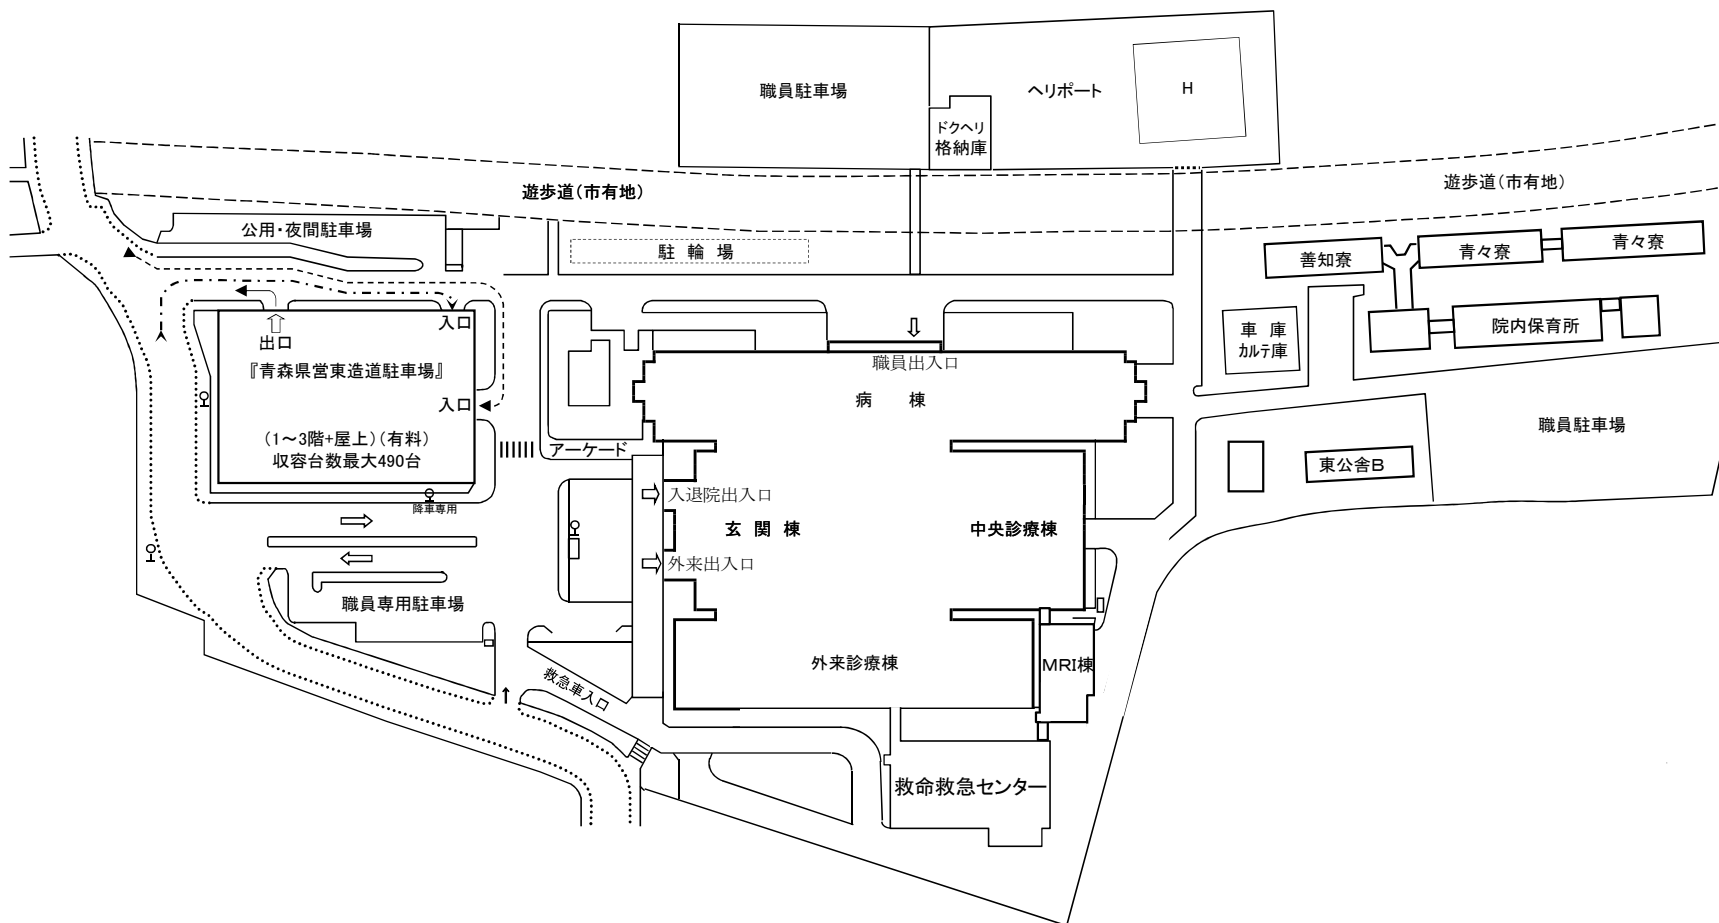 職員駐車場
ヘリポート
H
ドクヘリ
格納庫
遊歩道(市有地)
遊歩道(市有地)
公用・夜間駐車場
駐輪場
善知寮
青々寮
青々寮
入口
出口
車庫
カルテ庫
院内保育所
『青森県営東造道駐車場』
職員出入口
入口
病棟
(1～3階+屋上)(有料)
収容台数最大490台
アーケード
職員駐車場
東公舎B
入退院出入口
降車専用
玄関棟
中央診療棟
外来出入口
職員専用駐車場
外来診療棟
MRI棟
救急車入口
救命救急センター